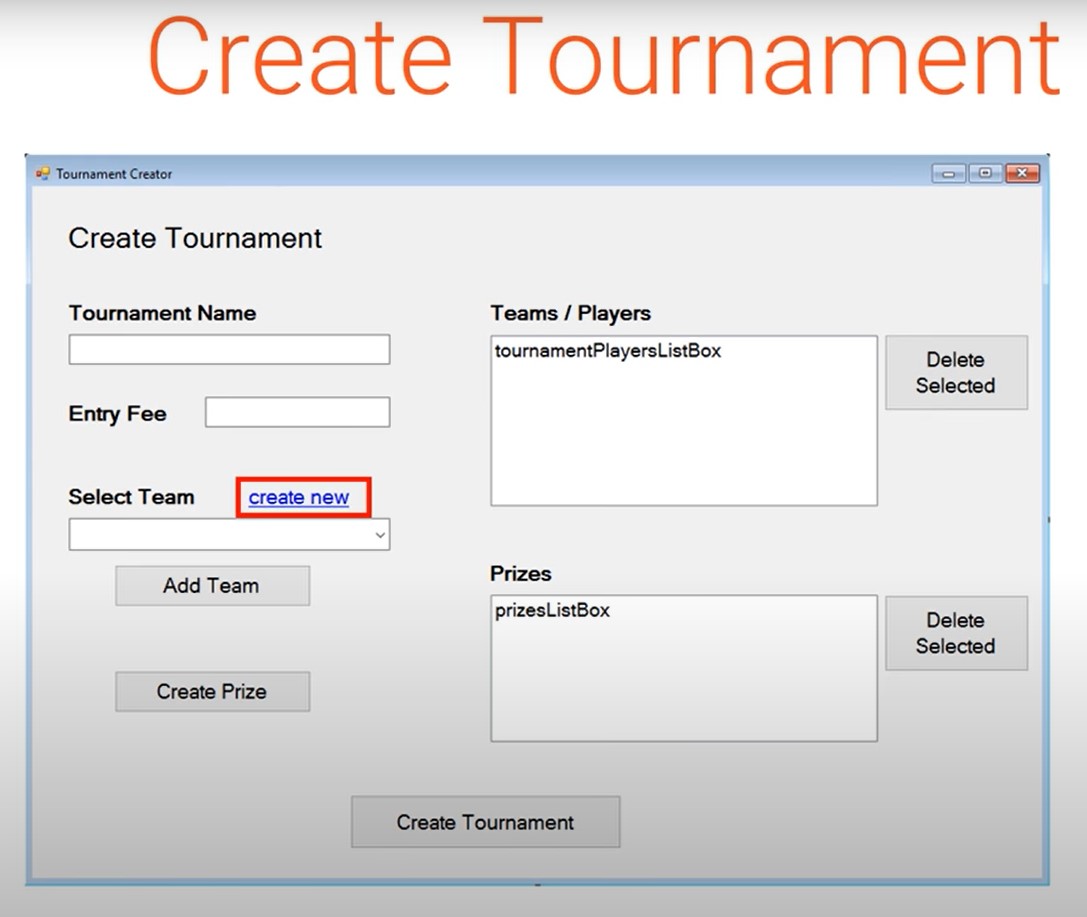 Create Tournament
Tournament Creator
Create Tournament
Tournament Name
Entry Fee
Select Team create new
Add Team
Create Prize
Teams / Players
tournamentPlayersListBox
Delete
Selected
Prizes
prizesListBox
Delete
Selected
Create Tournament